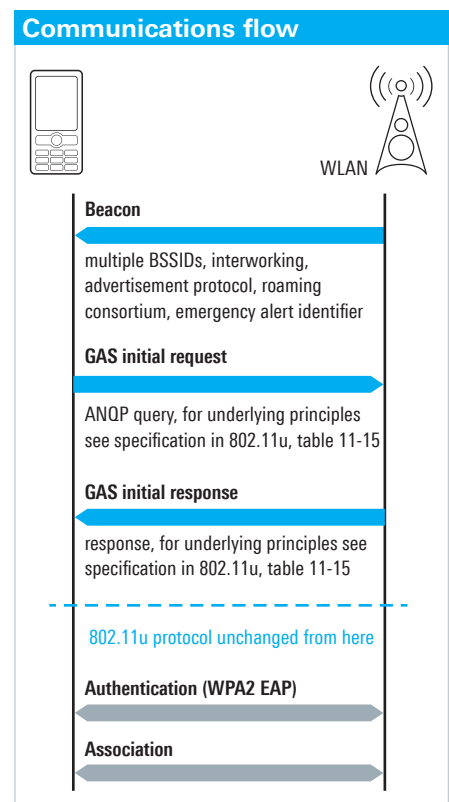 Communications flow
WLAN
Beacon
multiple BSSIDs, interworking,
advertisement protocol, roaming
consortium, emergency alert identifier
GAS initial request
ANQP query, for underlying principles
see specification in 802.11u, table 11-15
GAS initial response
response, for underlying principles see
specification in 802.11u, table 11-15
802.11u protocol unchanged from here
Authentication (WPA2 EAP)
Association